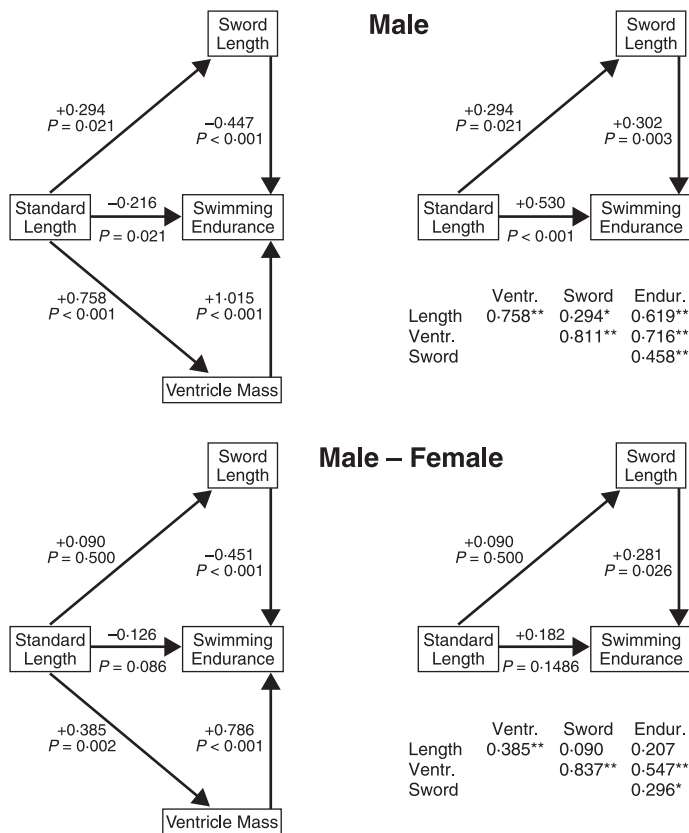 Male
Sword
Length
+0·294
P = 0·021
−0·447
P < 0·001
Standard
Length
−0·216
P = 0·021
Swimming
Endurance
+0·758
P < 0·001
+1·015
P < 0·001
Ventricle Mass
Sword
Length
+0·294
P = 0·021
+0·302
P = 0·003
Standard
Length
+0·530
P < 0·001
Swimming
Endurance
Ventr. Sword Endur.
Length 0·758** 0·294* 0·619**
Ventr. 0·811** 0·716**
Sword 0·458**
Male – Female
Sword
Length
+0·090
P = 0·500
−0·451
P < 0·001
Standard
Length
−0·126
P = 0·086
Swimming
Endurance
+0·385
P = 0·002
+0·786
P < 0·001
Ventricle Mass
Sword
Length
+0·090
P = 0·500
+0·281
P = 0·026
Standard
Length
+0·182
P = 0·1486
Swimming
Endurance
Ventr. Sword Endur.
Length 0·385** 0·090 0·207
Ventr. 0·837** 0·547**
Sword 0·296*